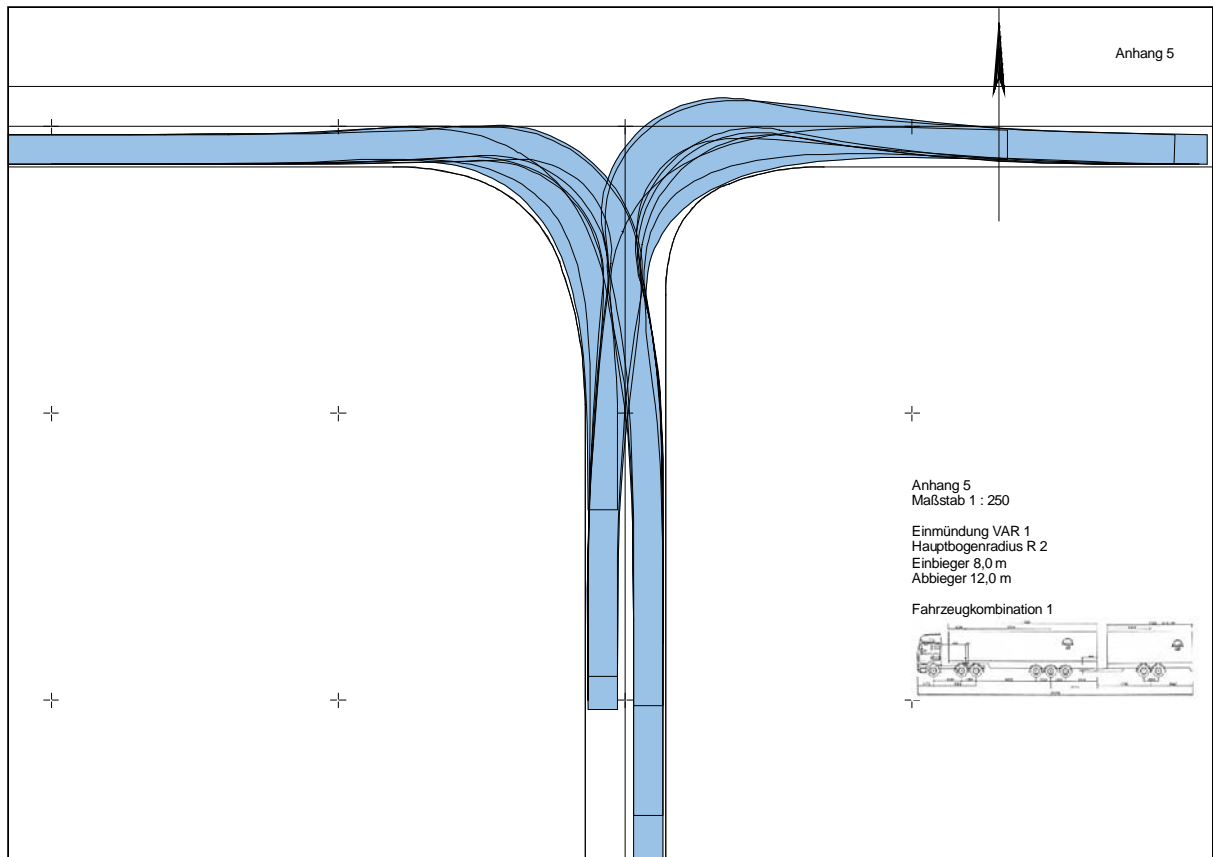 Anhang 5
Anhang 5
Maßstab 1 : 250
Einmündung VAR 1
Hauptbogenradius R 2
Einbieger 8,0 m
Abbieger 12,0 m
Fahrzeugkombination 1